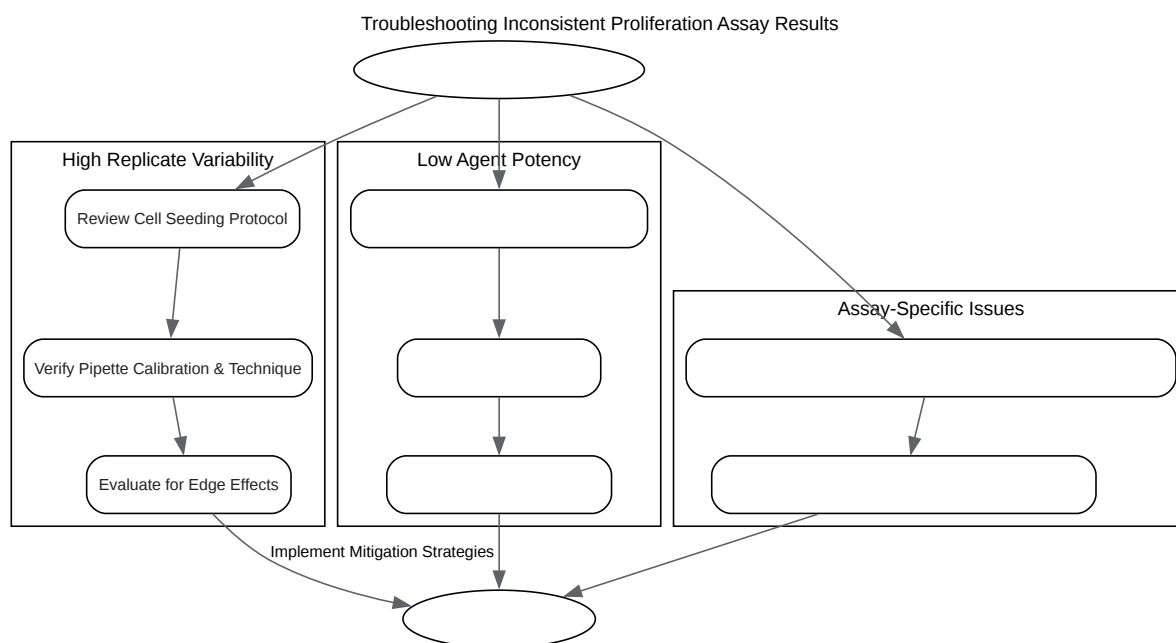 Troubleshooting Inconsistent Proliferation Assay Results
High Replicate Variability
Review Cell Seeding Protocol
Verify Pipette Calibration & Technique
Evaluate for Edge Effects
Low Agent Potency
Assay-Specific Issues
Implement Mitigation Strategies